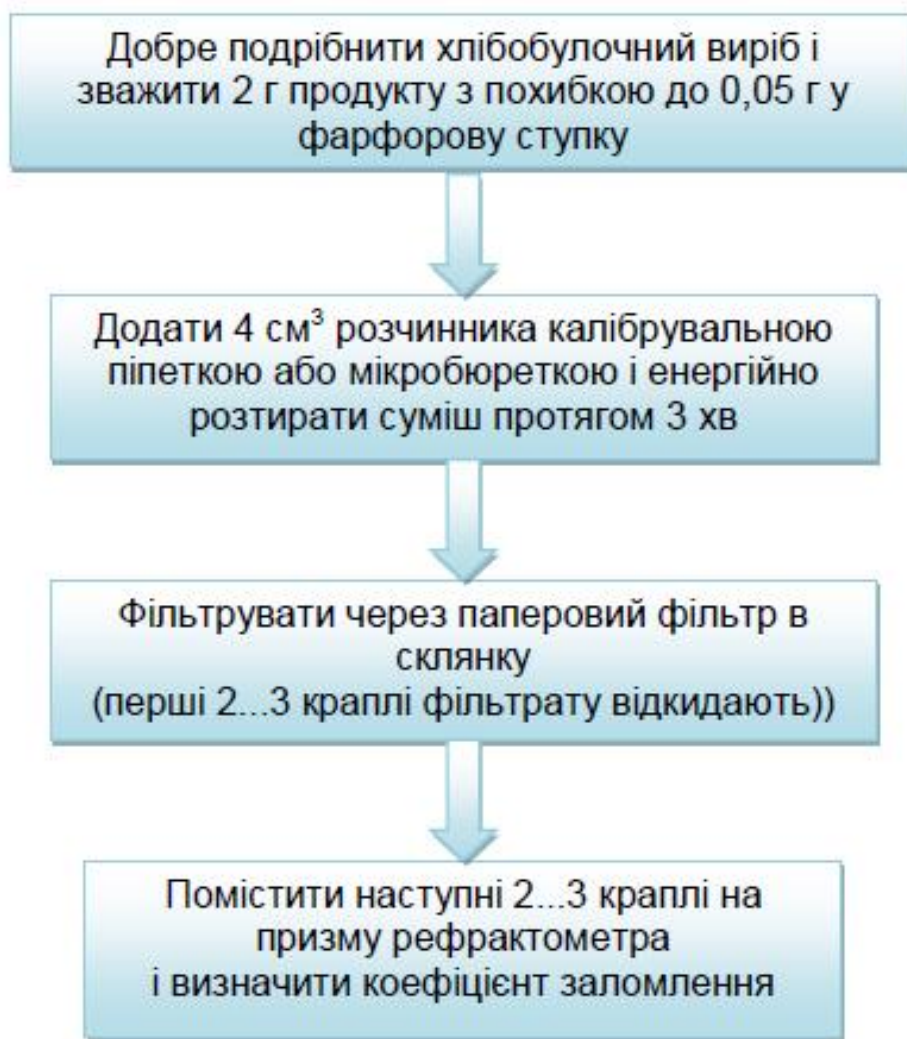 Добре подрібнити хлібобулочний виріб і
зважити 2 г продукту з похибкою до 0,05 г у
фарфорову ступку
Додати 4 см³ розчинника калібрувальною
піпеткою або мікробюреткою і енергійно
розтирати суміш протягом 3 хв
Фільтрувати через паперовий фільтр в
склянку
(перші 2...3 краплі фільтрату відкидають))
Помістити наступні 2...3 краплі на
призму рефрактометра
і визначити коефіцієнт заломлення